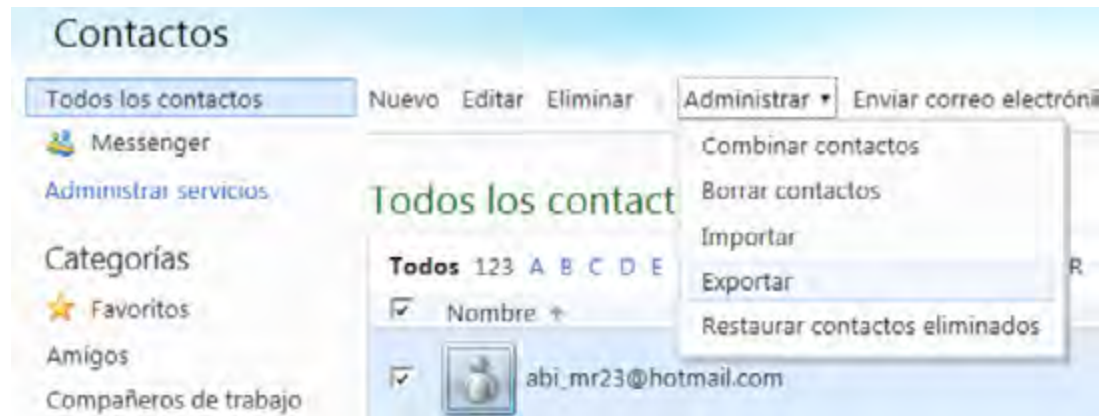 Contactos
Todos los contactos
Nuevo Editar Eliminar Administrar Enviar correo electróni
Messenger
Combinar contactos
Administrar servicios
Borrar contactos
Todos los contact
Importar
Categorías
Todos 123 A B C D E R
Exportar
Favoritos
Nombre
Restaurar contactos eliminados
Amigos
abi_mr23@hotmail.com
Compañeros de trabajo